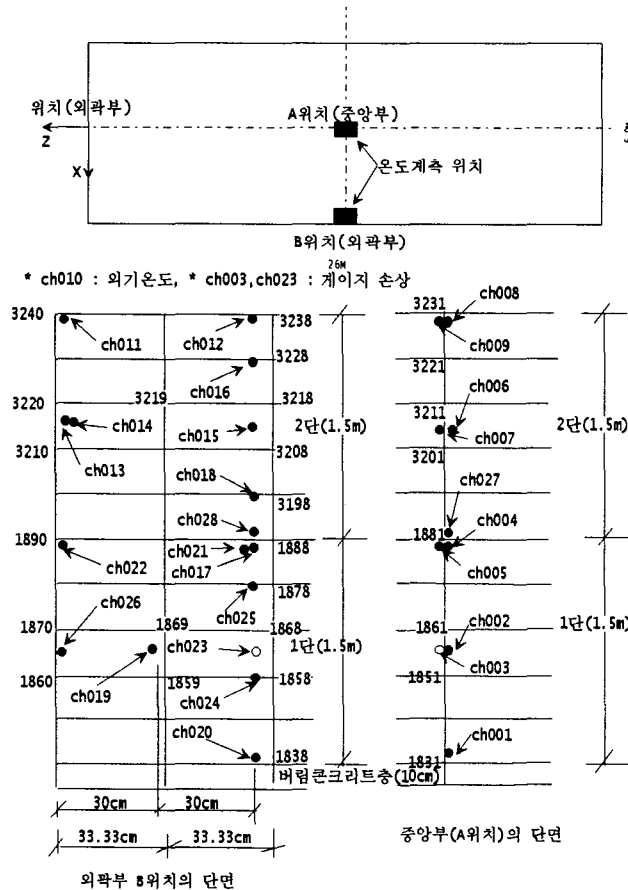 위치(외곽부)
A위치(중앙부)
Z
X
온도계측 위치
B위치(외곽부)
26M
* ch010 : 외기온도, * ch003,ch023 : 게이지 손상
3240
3238
3231
ch008
ch011
ch012
ch009
3228
3221
ch016
ch006
3219
3218
3220
3211
ch014
ch015
2단(1.5m)
ch007
2단(1.5m)
3210
3208
3201
ch013
ch018
ch027
3198
ch028
1890
1881
ch004
ch021
1888
ch022
ch017
ch005
1878
ch026
ch025
1870
1869
1868
1861
ch002
ch023
1단(1.5m)
1단(1.5m)
ch003
1860
1859
1858
1851
ch019
ch024
ch020
ch001
1838
1831
버림콘크리트층(10cm)
30cm
30cm
33.33cm
33.33cm
중앙부(A위치)의 단면
외곽부 B위치의 단면